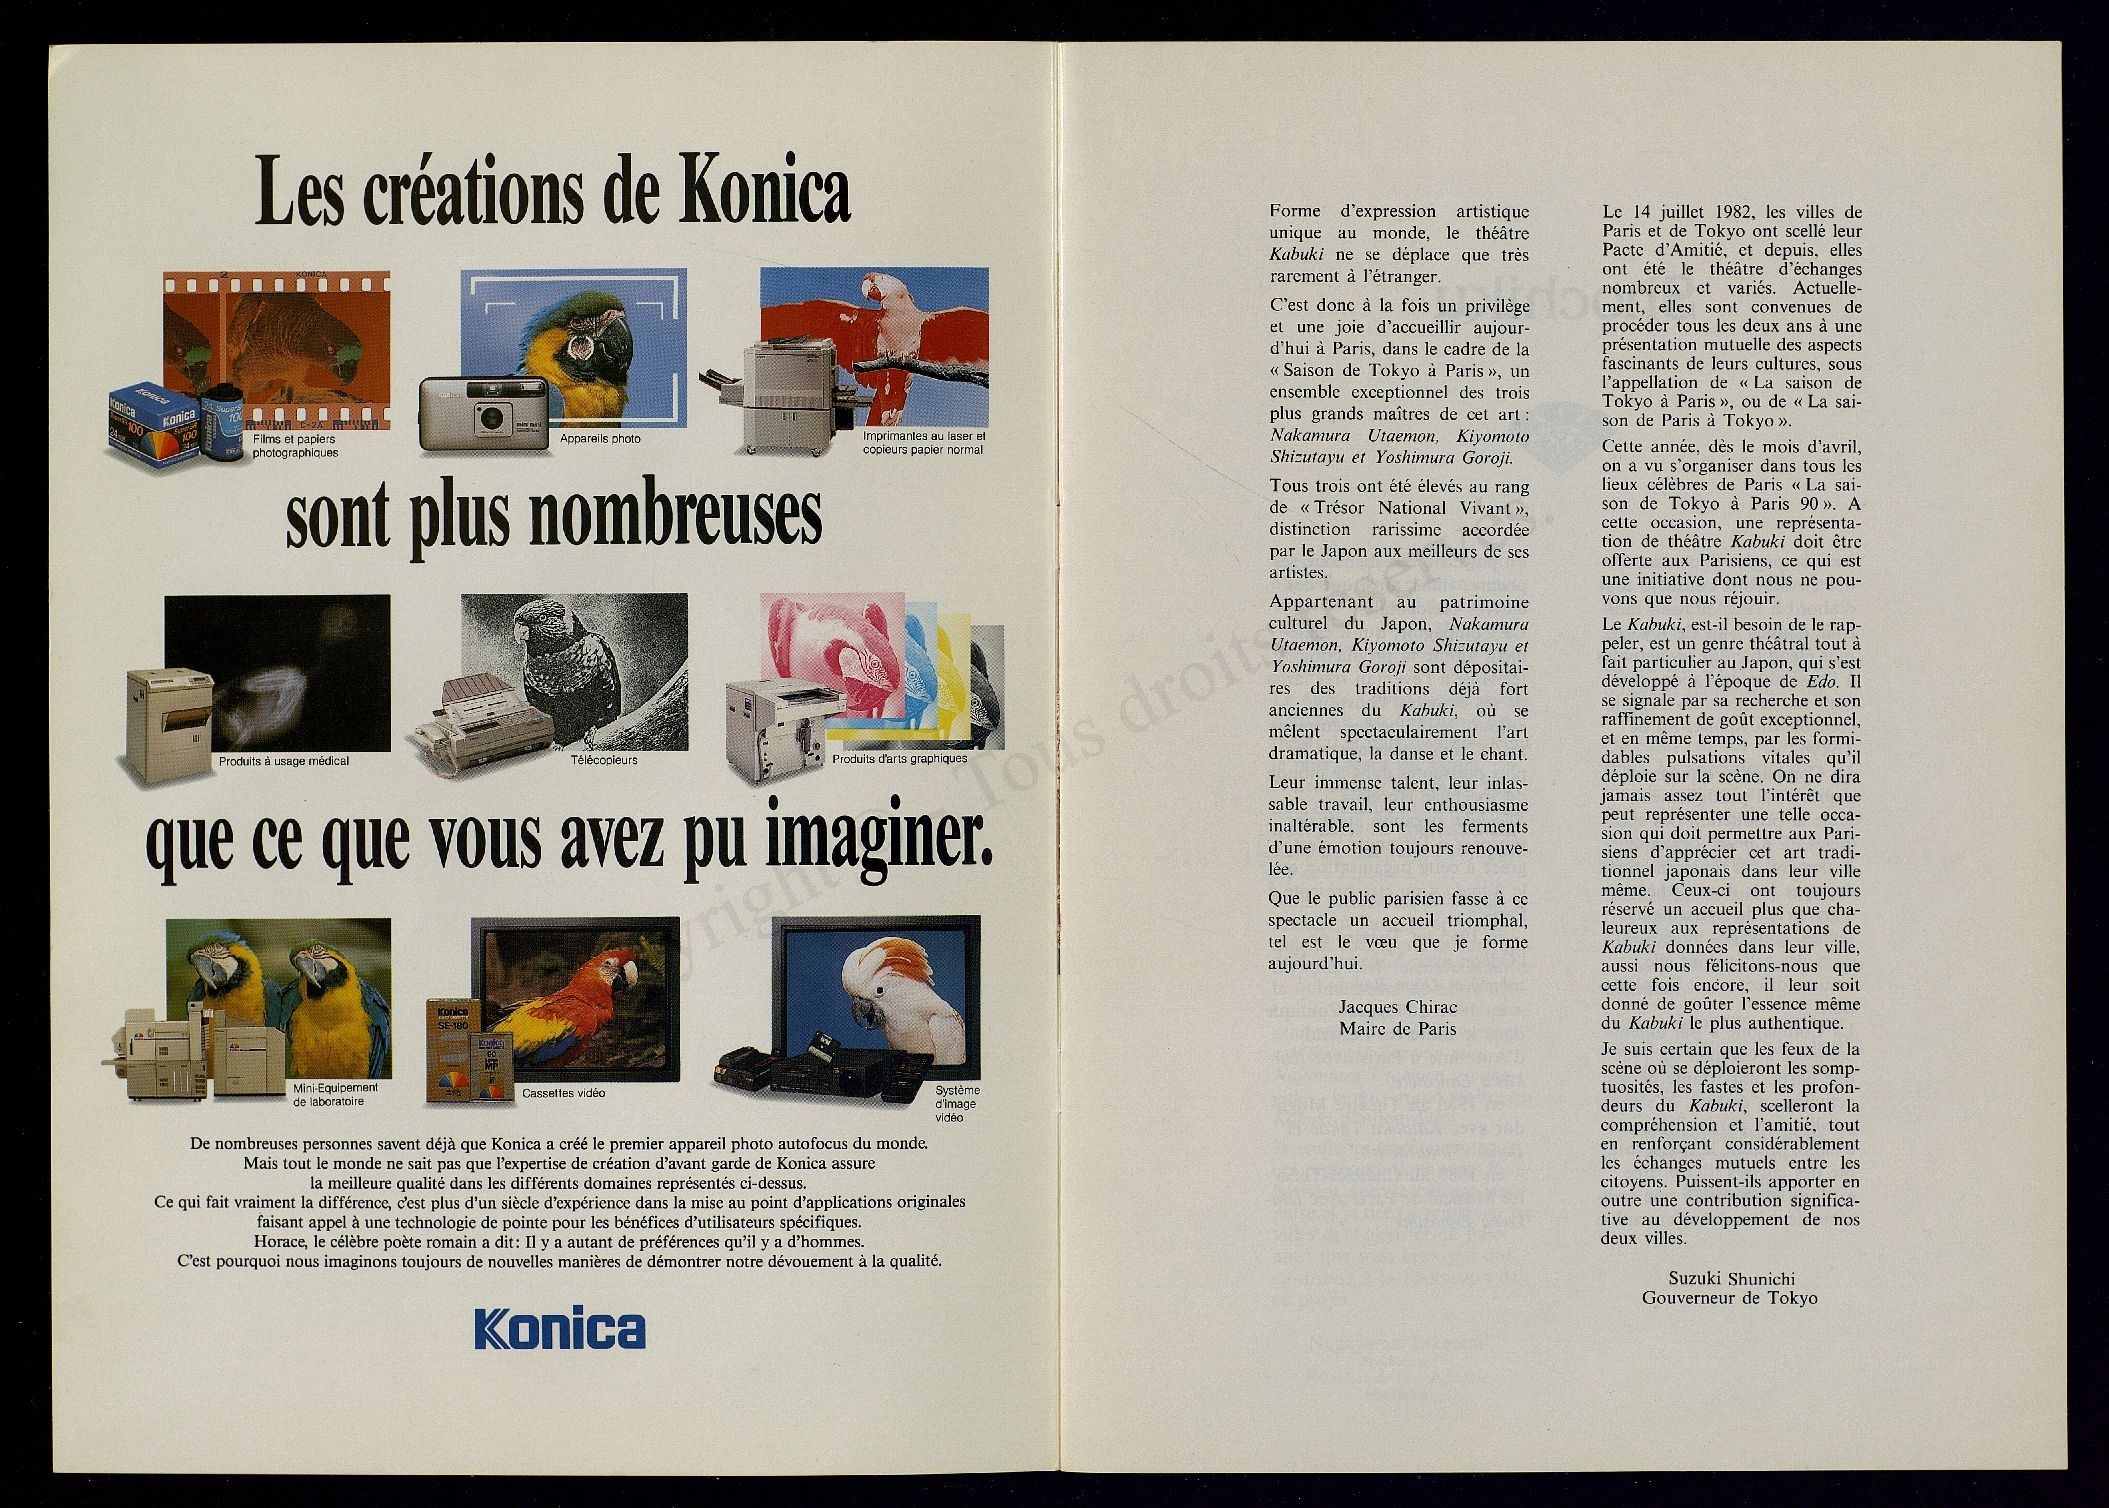 Les créations de Konica
2
KONICA
Films et papiers
photographiques
Appareils photo
Imprimantes au laser et
copieurs papier normal
sont plus nombreuses
Produits à usage médical
Télécopieurs
Produits d'arts graphiques
que ce que vous avez pu imaginer.
Konica
SE-180
Mini-Equipement
de laboratoire
Cassettes vidéo
Système
d'image
vidéo
De nombreuses personnes savent déjà que Konica a créé le premier appareil photo autofocus du monde.
Mais tout le monde ne sait pas que l'expertise de création d'avant garde de Konica assure
la meilleure qualité dans les différents domaines représentés ci-dessus.
Ce qui fait vraiment la différence, c'est plus d'un siècle d'expérience dans la mise au point d'applications originales
faisant appel à une technologie de pointe pour les bénéfices d'utilisateurs spécifiques.
Horace, le célèbre poète romain a dit: Il y a autant de préférences qu'il y a d'hommes.
C'est pourquoi nous imaginons toujours de nouvelles manières de démontrer notre dévouement à la qualité.
Konica
Forme d'expression artistique
unique au monde, le théâtre
Kabuki ne se déplace que très
rarement à l'étranger.
C'est donc à la fois un privilège
et une joie d'accueillir aujour-
d'hui à Paris, dans le cadre de la
« Saison de Tokyo à Paris », un
ensemble exceptionnel des trois
plus grands maîtres de cet art :
Nakamura Utaemon, Kiyomoto
Shizutayu et Yoshimura Goroji.
Tous trois ont été élevés au rang
de « Trésor National Vivant »,
distinction rarissime accordée
par le Japon aux meilleurs de ses
artistes.
Appartenant au patrimoine
culturel du Japon, Nakamura
Utaemon, Kiyomoto Shizutayu et
Yoshimura Goroji sont dépositai-
res des traditions déjà fort
anciennes du Kabuki, où se
mêlent spectaculairement l'art
dramatique, la danse et le chant.
Leur immense talent, leur inlas-
sable travail, leur enthousiasme
inaltérable, sont les ferments
d'une émotion toujours renouve-
lée.
Que le public parisien fasse à ce
spectacle un accueil triomphal,
tel est le vœu que je forme
aujourd'hui.
Jacques Chirac
Maire de Paris
Le 14 juillet 1982, les villes de
Paris et de Tokyo ont scellé leur
Pacte d'Amitié, et depuis, elles
ont été le théâtre d'échanges
nombreux et variés. Actuelle-
ment, elles sont convenues de
procéder tous les deux ans à une
présentation mutuelle des aspects
fascinants de leurs cultures, sous
l'appellation de « La saison de
Tokyo à Paris », ou de « La sai-
son de Paris à Tokyo ».
Cette année, dès le mois d'avril,
on a vu s'organiser dans tous les
lieux célèbres de Paris « La sai-
son de Tokyo à Paris 90 ». A
cette occasion, une représenta-
tion de théâtre Kabuki doit être
offerte aux Parisiens, ce qui est
une initiative dont nous ne pou-
vons que nous réjouir.
Le Kabuki, est-il besoin de le rap-
peler, est un genre théâtral tout à
fait particulier au Japon, qui s'est
développé à l'époque de Edo. Il
se signale par sa recherche et son
raffinement de goût exceptionnel,
et en même temps, par les formi-
dables pulsations vitales qu'il
déploie sur la scène. On ne dira
jamais assez tout l'intérêt que
peut représenter une telle occa-
sion qui doit permettre aux Pari-
siens d'apprécier cet art tradi-
tionnel japonais dans leur ville
même. Ceux-ci ont toujours
réservé un accueil plus que cha-
leureux aux représentations de
Kabuki données dans leur ville,
aussi nous félicitons-nous que
cette fois encore, il leur soit
donné de goûter l'essence même
du Kabuki le plus authentique.
Je suis certain que les feux de la
scène où se déploieront les somp-
tuosités, les fastes et les profon-
deurs du Kabuki, scelleront la
compréhension et l'amitié, tout
en renforçant considérablement
les échanges mutuels entre les
citoyens. Puissent-ils apporter en
outre une contribution significa-
tive au développement de nos
deux villes.
Suzuki Shunichi
Gouverneur de Tokyo